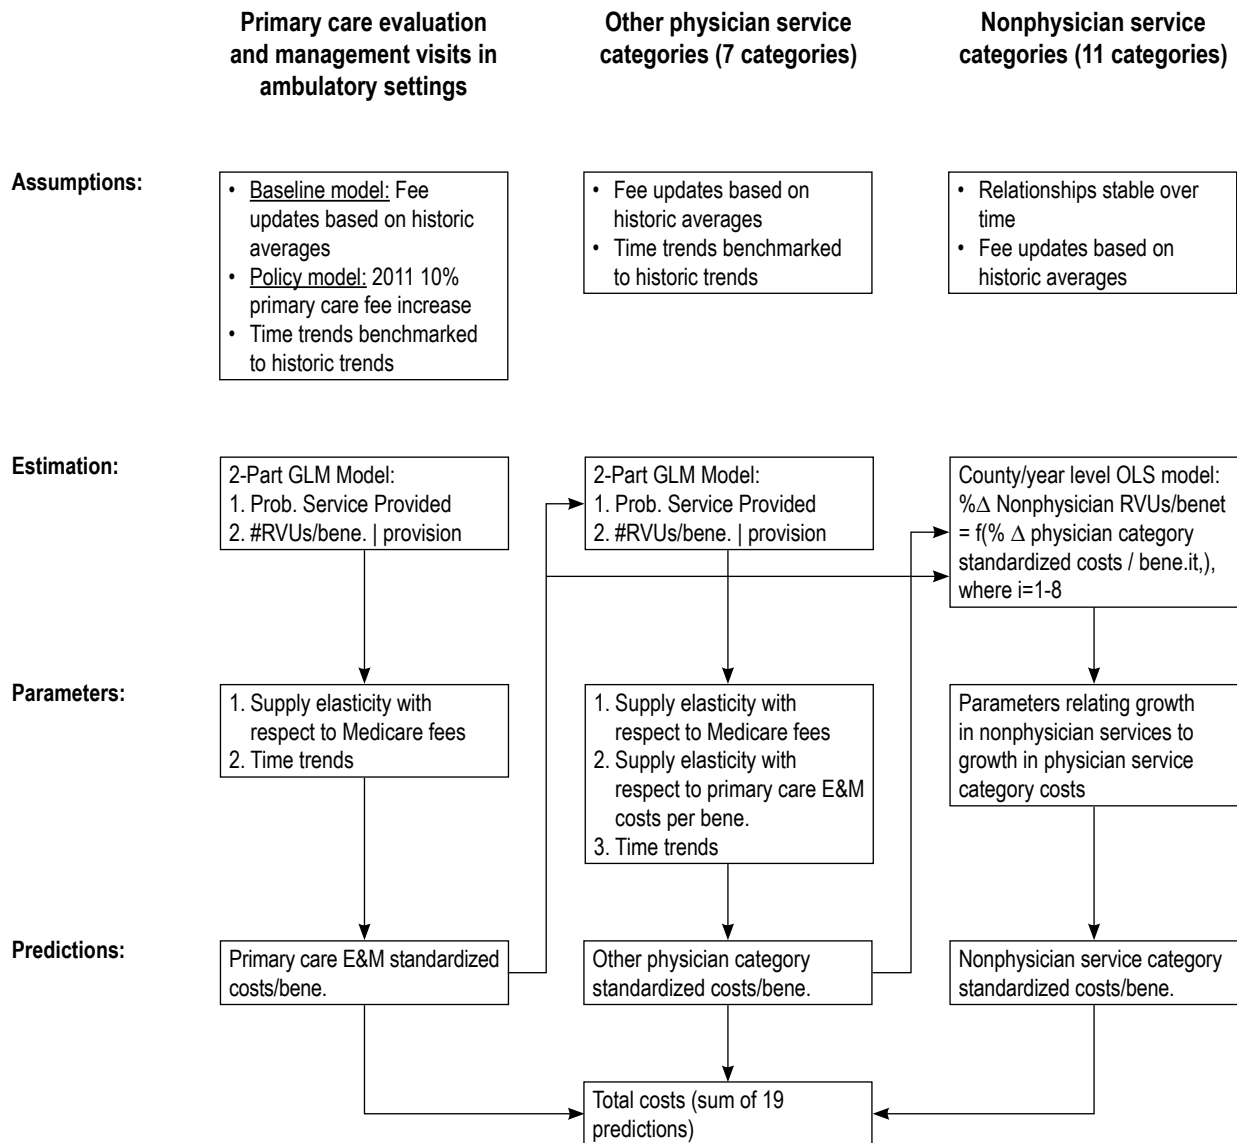 Primary care evaluation
and management visits in
ambulatory settings
Other physician service
categories (7 categories)
Nonphysician service
categories (11 categories)
Assumptions:
• Baseline model: Fee
updates based on historic
averages
• Policy model: 2011 10%
primary care fee increase
• Time trends benchmarked
to historic trends
• Fee updates based on
historic averages
• Time trends benchmarked
to historic trends
• Relationships stable over
time
• Fee updates based on
historic averages
Estimation:
2-Part GLM Model:
1. Prob. Service Provided
2. #RVUs/bene. | provision
2-Part GLM Model:
1. Prob. Service Provided
2. #RVUs/bene. | provision
County/year level OLS model:
%Δ Nonphysician RVUs/benet
= f(% Δ physician category
standardized costs / bene.it,),
where i=1-8
Parameters:
1. Supply elasticity with
respect to Medicare fees
2. Time trends
1. Supply elasticity with
respect to Medicare fees
2. Supply elasticity with
respect to primary care E&M
costs per bene.
3. Time trends
Parameters relating growth
in nonphysician services to
growth in physician service
category costs
Predictions:
Primary care E&M standardized
costs/bene.
Other physician category
standardized costs/bene.
Nonphysician service category
standardized costs/bene.
Total costs (sum of 19
predictions)